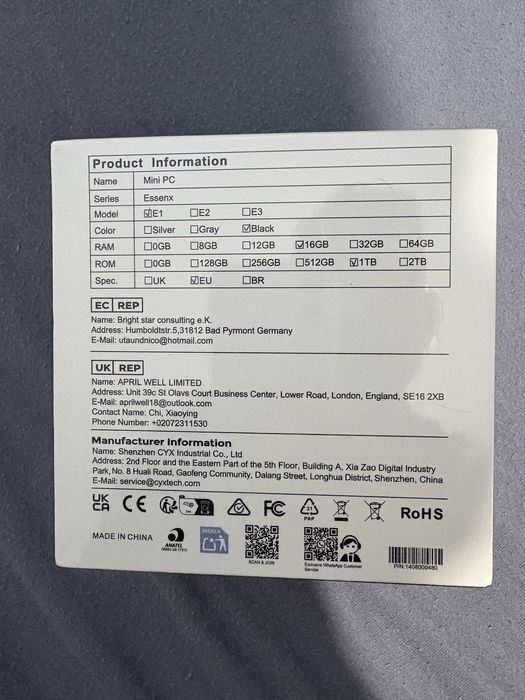 Product Information
Name Mini PC
Series Essenx
Model ☑E1 ☐E2 ☐E3
Color ☐Silver ☐Gray ☑Black
RAM ☐0GB ☐8GB ☐12GB ☑16GB ☐32GB ☐64GB
ROM ☐0GB ☐128GB ☐256GB ☐512GB ☑1TB ☐2TB
Spec. ☐UK ☑EU ☐BR
EC REP
Name: Bright star consulting e.K.
Address: Humboldtstr.5,31812 Bad Pyrmont Germany
E-Mail: utaundnico@hotmail.com
UK REP
Name: APRIL WELL LIMITED
Address: Unit 39c St Olavs Court Business Center, Lower Road, London, England, SE16 2XB
E-Mail: aprilwell18@outlook.com
Contact Name: Chi, Xiaoying
Phone Number: +02072311530
Manufacturer Information
Name: Shenzhen CYX Industrial Co., Ltd
Address: 2nd Floor and the Eastern Part of the 5th Floor, Building A, Xia Zao Digital Industry
Park, No. 8 Huali Road, Gaofeng Community, Dalang Street, Longhua District, Shenzhen, China
E-Mail: service@cyxtech.com
UK CA CE FC 21 PAP RoHS
MADE IN CHINA
ANATEL
RECICLA
SCAN & JOIN
Exclusive WhatsApp Customer
Service
P/N:1408000480